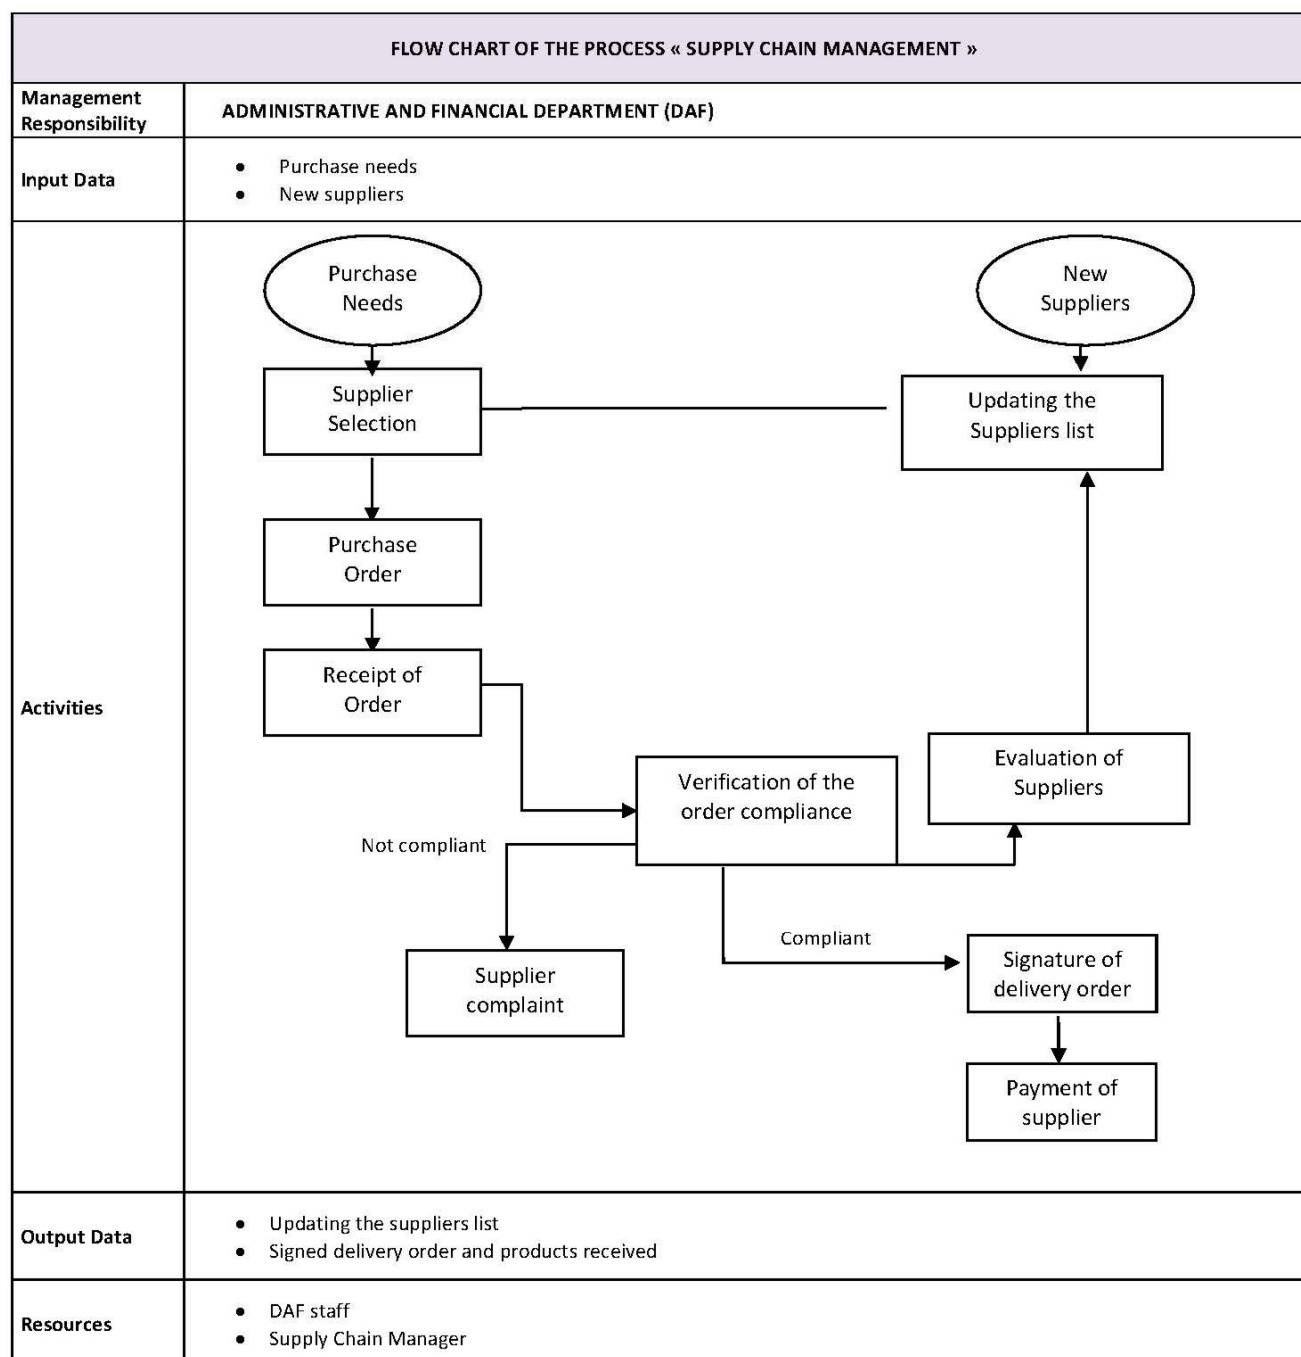 FLOW CHART OF THE PROCESS « SUPPLY CHAIN MANAGEMENT »
Management
Responsibility
ADMINISTRATIVE AND FINANCIAL DEPARTMENT (DAF)
Input Data
● Purchase needs
● New suppliers
Activities
Purchase
Needs
New
Suppliers
Supplier
Selection
Updating the
Suppliers list
Purchase
Order
Receipt of
Order
Verification of the
order compliance
Evaluation of
Suppliers
Not compliant
Compliant
Supplier
complaint
Signature of
delivery order
Payment of
supplier
Output Data
● Updating the suppliers list
● Signed delivery order and products received
Resources
● DAF staff
● Supply Chain Manager